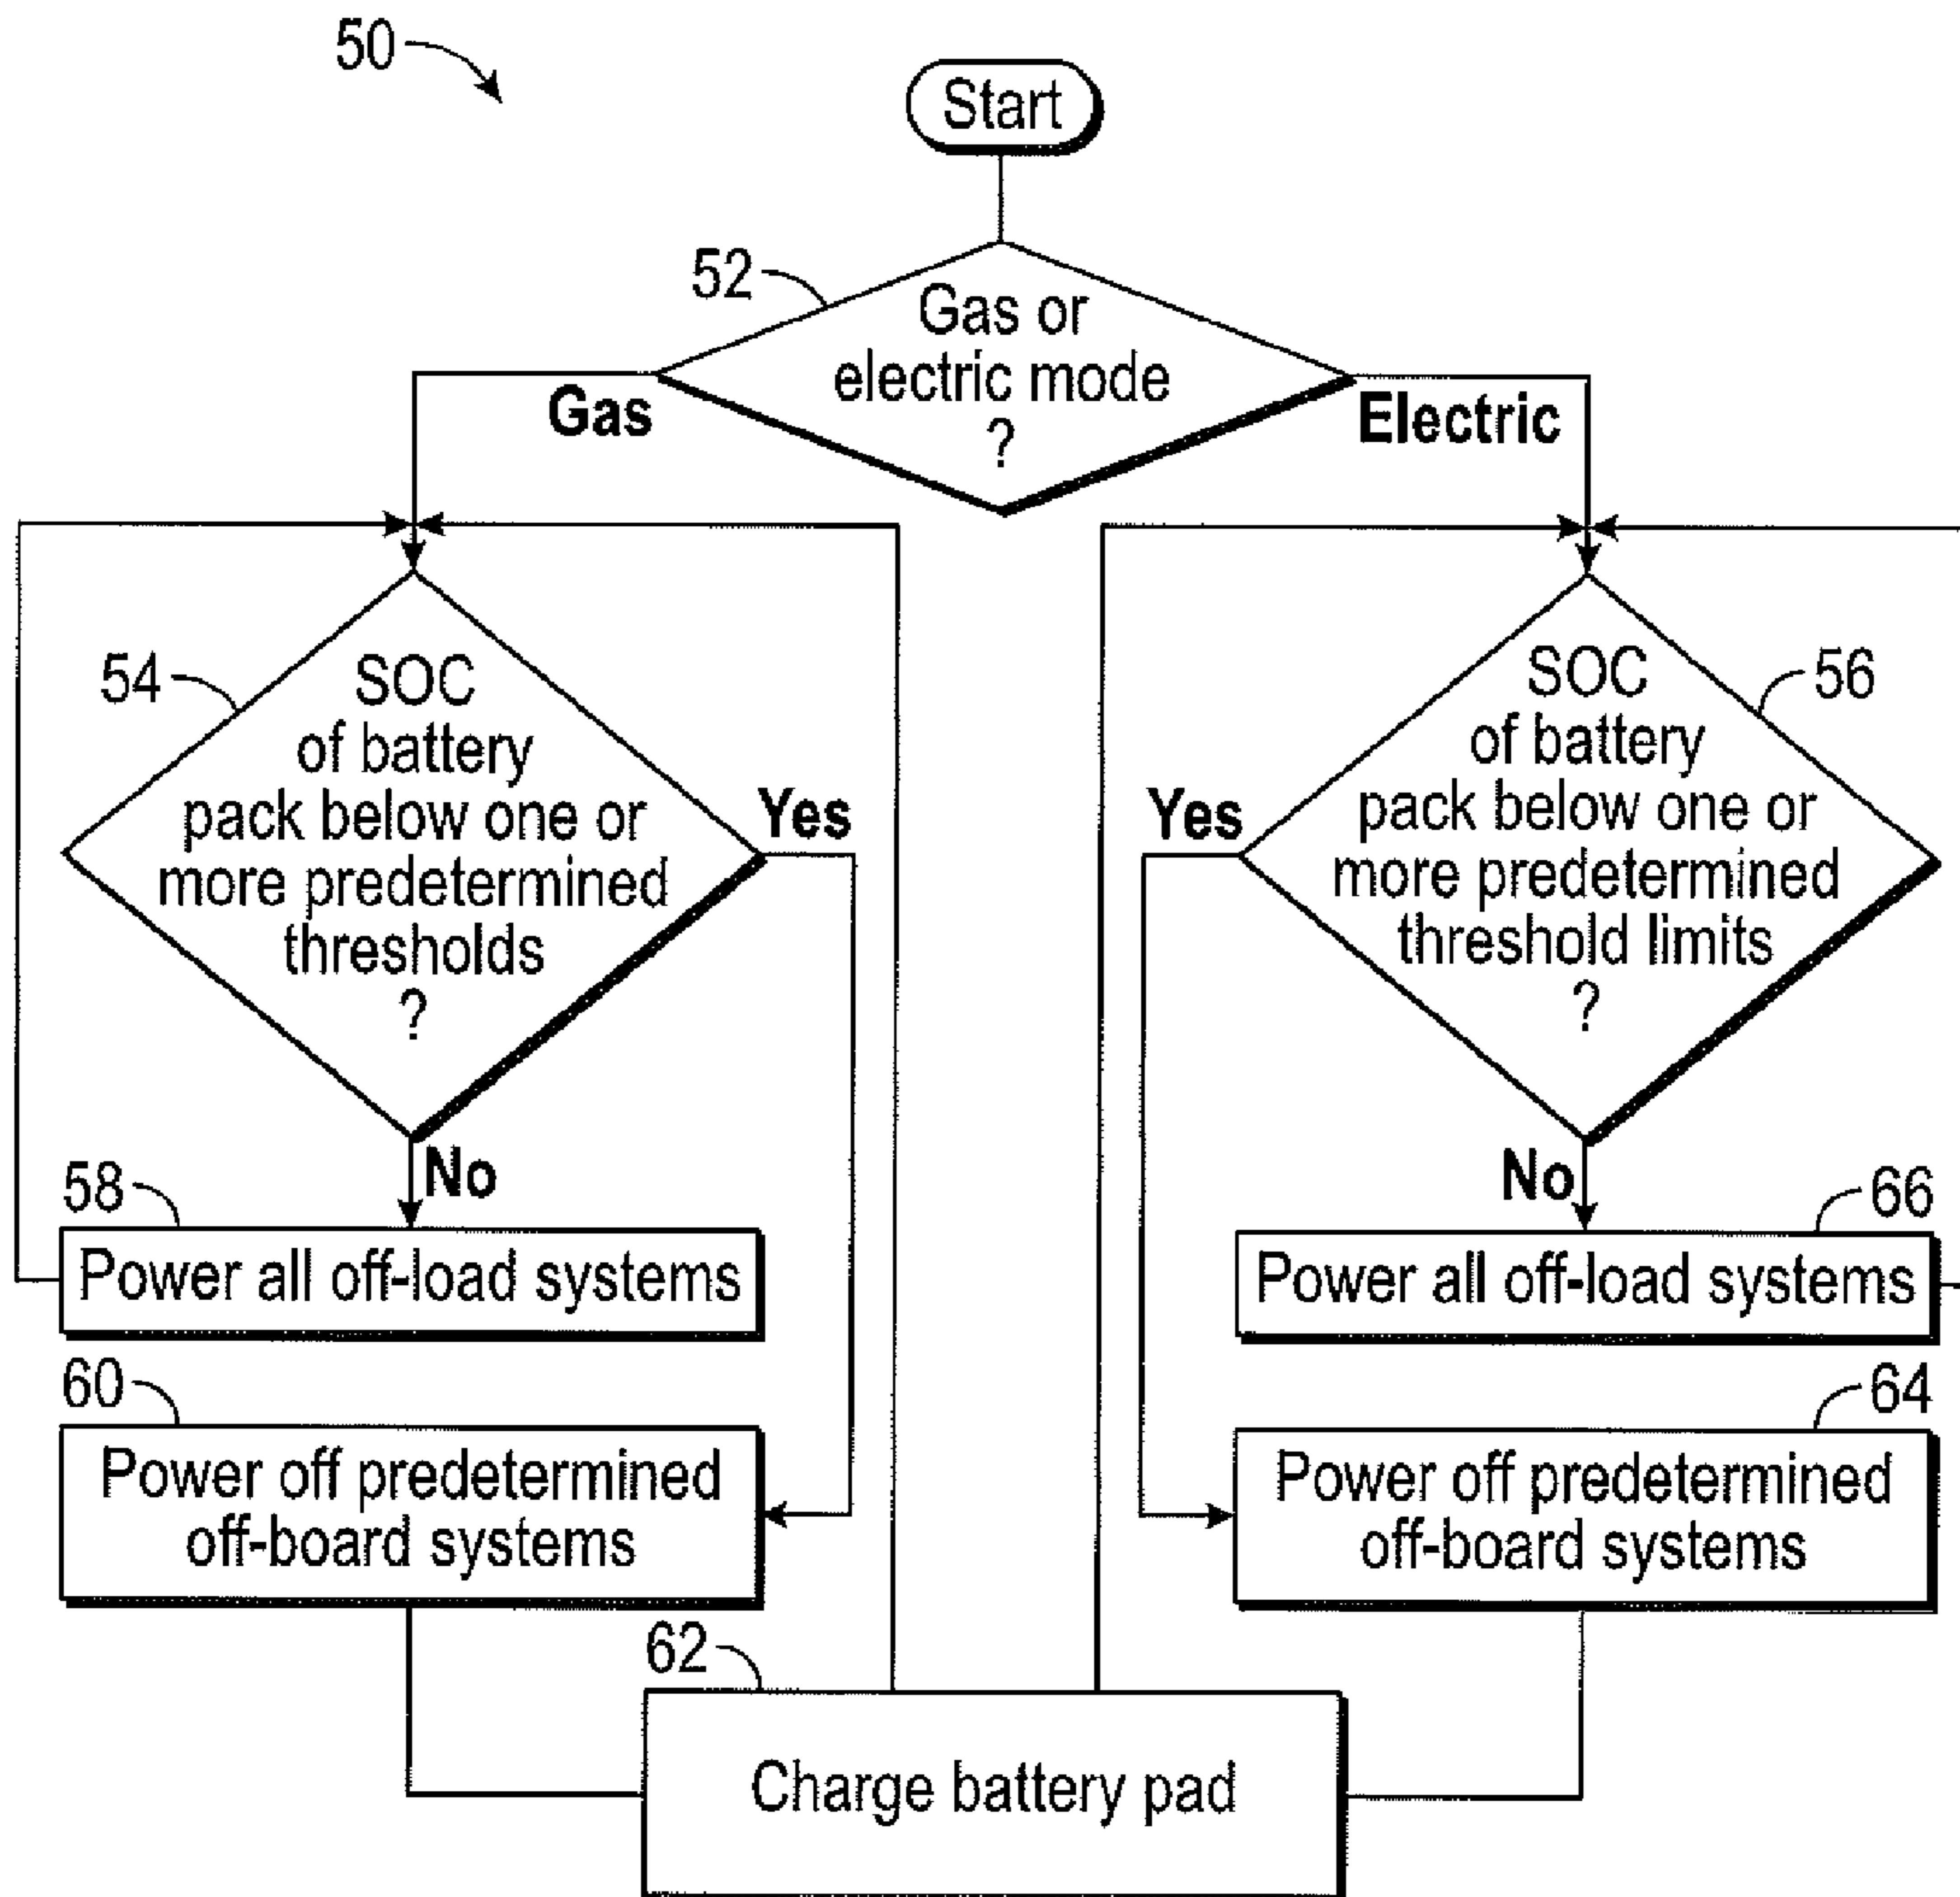 50
Start
52
Gas or
electric mode
?
Gas
Electric
54
SOC
of battery
pack below one or
more predetermined
thresholds
?
Yes
No
56
SOC
of battery
pack below one or
more predetermined
threshold limits
?
Yes
No
58
Power all off-load systems
66
Power all off-load systems
60
Power off predetermined
off-board systems
64
Power off predetermined
off-board systems
62
Charge battery pad